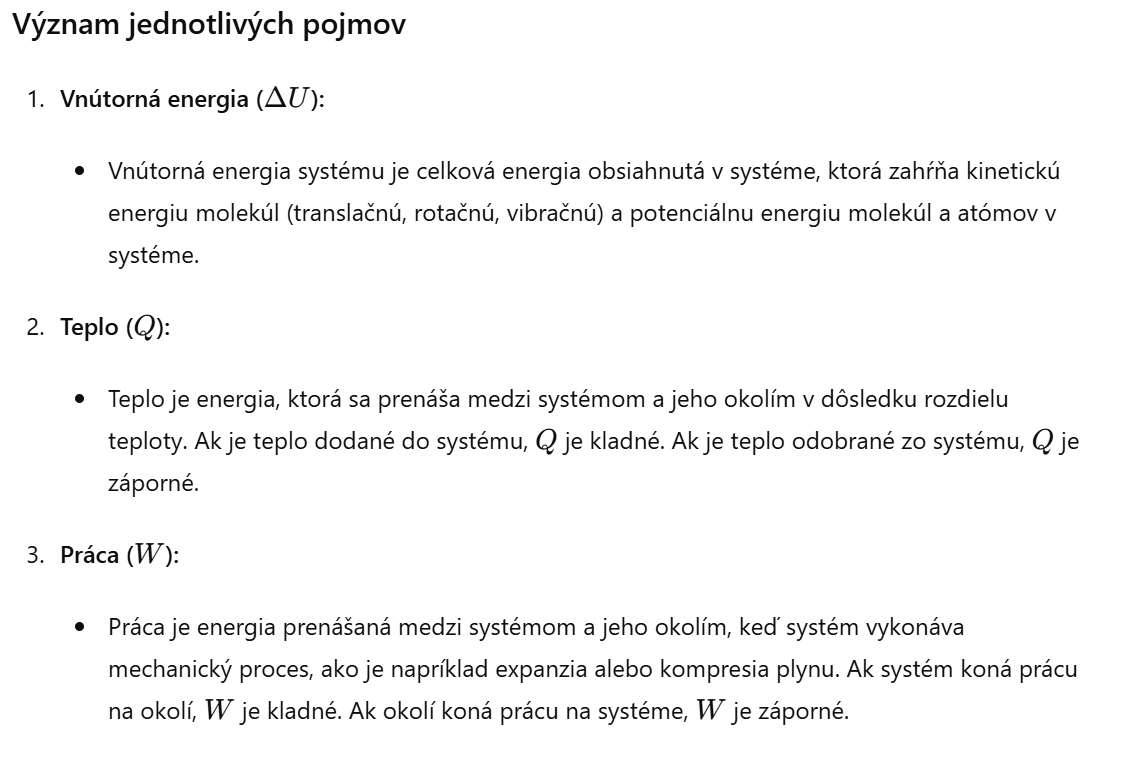 Význam jednotlivých pojmov
1. Vnútorná energia (ΔU):
• Vnútorná energia systému je celková energia obsiahnutá v systéme, ktorá zahŕňa kinetickú
energiu molekúl (translačnú, rotačnú, vibračnú) a potenciálnu energiu molekúl a atómov v
systéme.
2. Teplo (Q):
• Teplo je energia, ktorá sa prenáša medzi systémom a jeho okolím v dôsledku rozdielu
teploty. Ak je teplo dodané do systému, Q je kladné. Ak je teplo odobrané zo systému, Q je
záporné.
3. Práca (W):
• Práca je energia prenášaná medzi systémom a jeho okolím, keď systém vykonáva
mechanický proces, ako je napríklad expanzia alebo kompresia plynu. Ak systém koná prácu
na okolí, W je kladné. Ak okolí koná prácu na systéme, W je záporné.